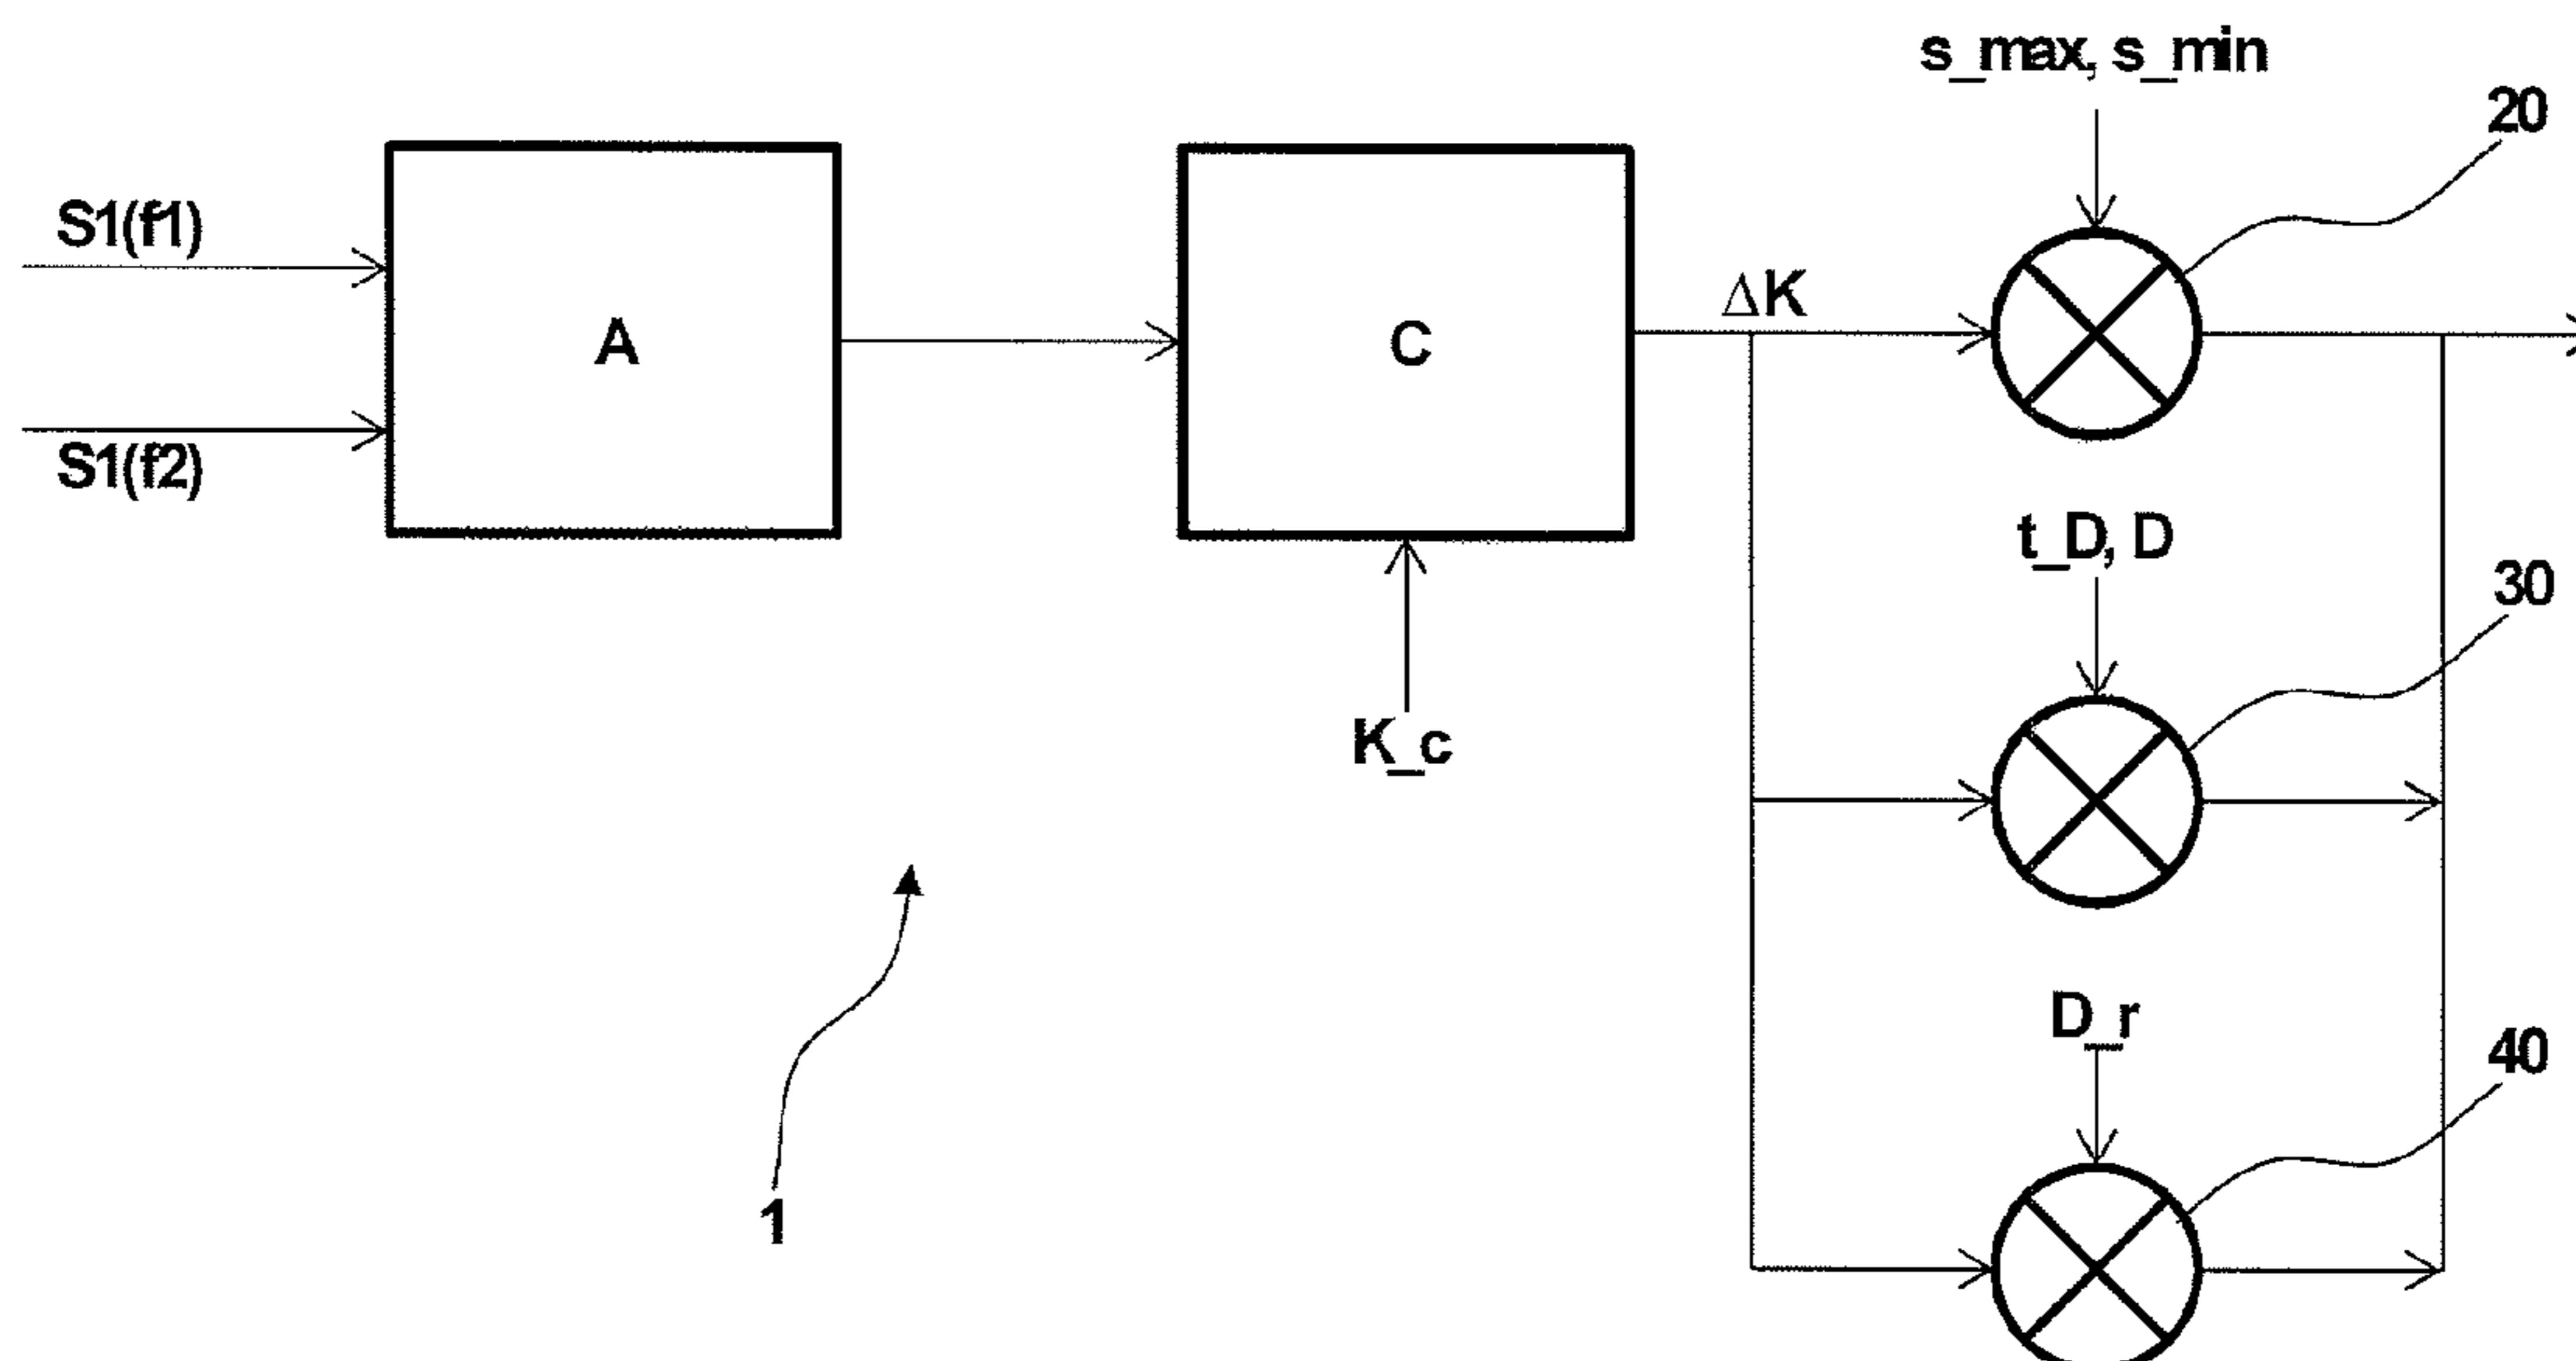 s_max, s_min
20
S1(f1)
A
C
ΔK
S1(f2)
t_D, D
30
K_c
D_r
40
1